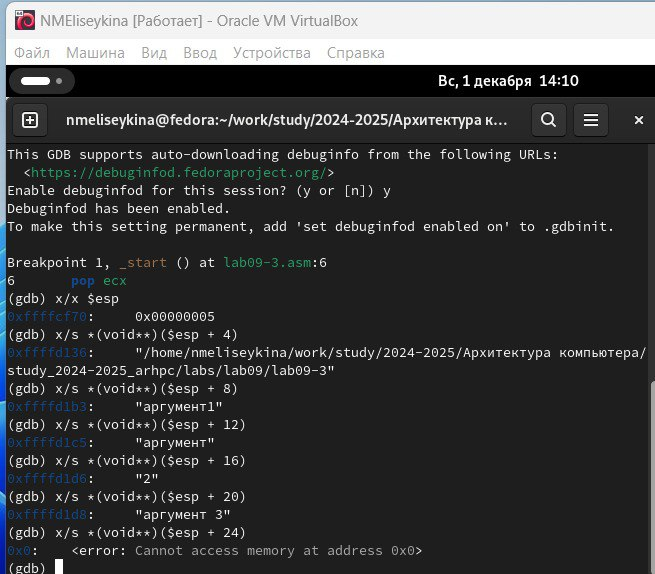 NMEliseykina [Работает] - Oracle VM VirtualBox
Файл Машина Вид Ввод Устройства Справка
Вс, 1 декабря 14:10
nmeliseykina@fedora:~/work/study/2024-2025/Архитектура к...
This GDB supports auto-downloading debuginfo from the following URLs:
<https://debuginfod.fedoraproject.org/>
Enable debuginfod for this session? (y or [n]) y
Debuginfod has been enabled.
To make this setting permanent, add 'set debuginfod enabled on' to .gdbinit.
Breakpoint 1, _start () at lab09-3.asm:6
6 pop ecx
(gdb) x/x $esp
0xffffcf70: 0x00000005
(gdb) x/s *(void**)($esp + 4)
0xffffd136: "/home/nmeliseykina/work/study/2024-2025/Архитектура компьютера/
study_2024-2025_arhpc/labs/lab09/lab09-3"
(gdb) x/s *(void**)($esp + 8)
0xffffd1b3: "аргумент1"
(gdb) x/s *(void**)($esp + 12)
0xffffd1c5: "аргумент"
(gdb) x/s *(void**)($esp + 16)
0xffffd1d6: "2"
(gdb) x/s *(void**)($esp + 20)
0xffffd1d8: "аргумент 3"
(gdb) x/s *(void**)($esp + 24)
0x0: <error: Cannot access memory at address 0x0>
(gdb)